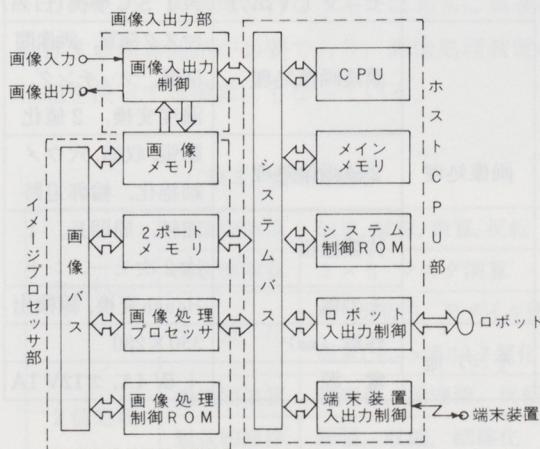 画像入出力部
画像入力
画像出力
画像入出力
制御
画像
メモリ
2ポート
メモリ
画像処理
プロセッサ
画像処理
制御ROM
イメージプロセッサ部
画像バス
システムバス
CPU
メイン
メモリ
システム
制御ROM
ロボット
入出力制御
端末装置
入出力制御
ホストCPU部
ロボット
端末装置